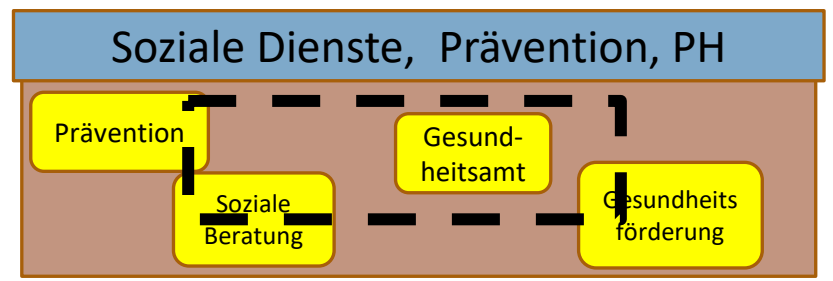 Soziale Dienste, Prävention, PH
Prävention
Gesund-
heitsamt
Soziale
Beratung
Gesundheits
förderung